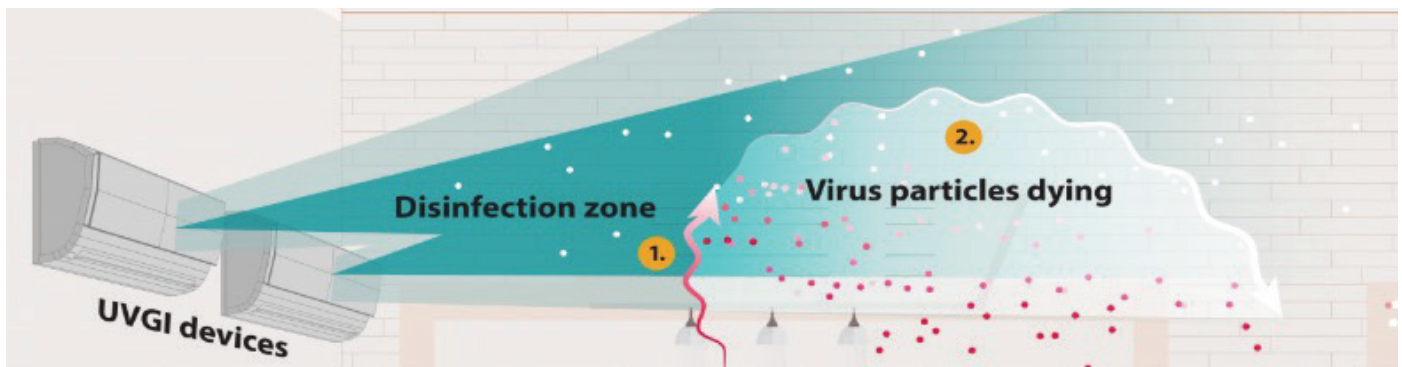 2.
Virus particles dying
Disinfection zone
1.
UVGI devices